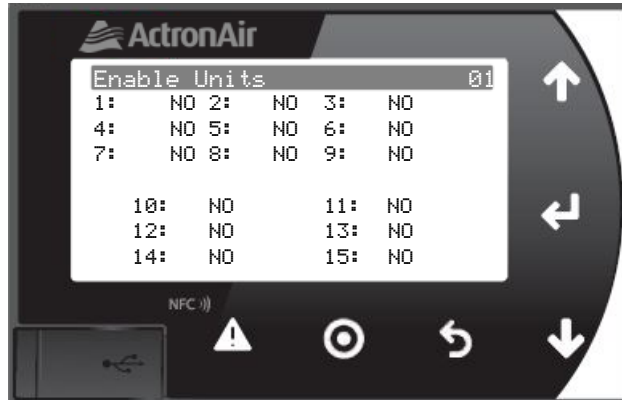 ActronAir
Enable Units 01
1: NO 2: NO 3: NO
4: NO 5: NO 6: NO
7: NO 8: NO 9: NO
10: NO 11: NO
12: NO 13: NO
14: NO 15: NO
NFC